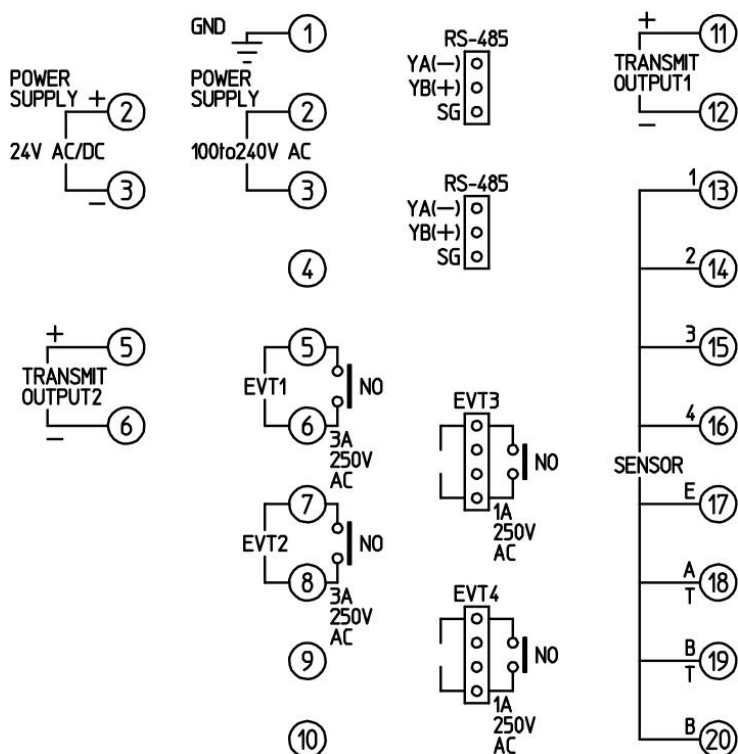 GND
1
POWER
SUPPLY
+
2
24V AC/DC
3
−
POWER
SUPPLY
2
100to240V AC
3
4
+
5
TRANSMIT
OUTPUT2
6
−
5
EVT1
NO
6
3A
250V
AC
7
EVT2
NO
8
3A
250V
AC
9
10
RS-485
YA(−)
YB(+)
SG
RS-485
YA(−)
YB(+)
SG
EVT3
NO
1A
250V
AC
EVT4
NO
1A
250V
AC
+
11
TRANSMIT
OUTPUT1
12
−
1
13
2
14
3
15
4
16
SENSOR
E
17
A
18
T
B
19
T
B
20